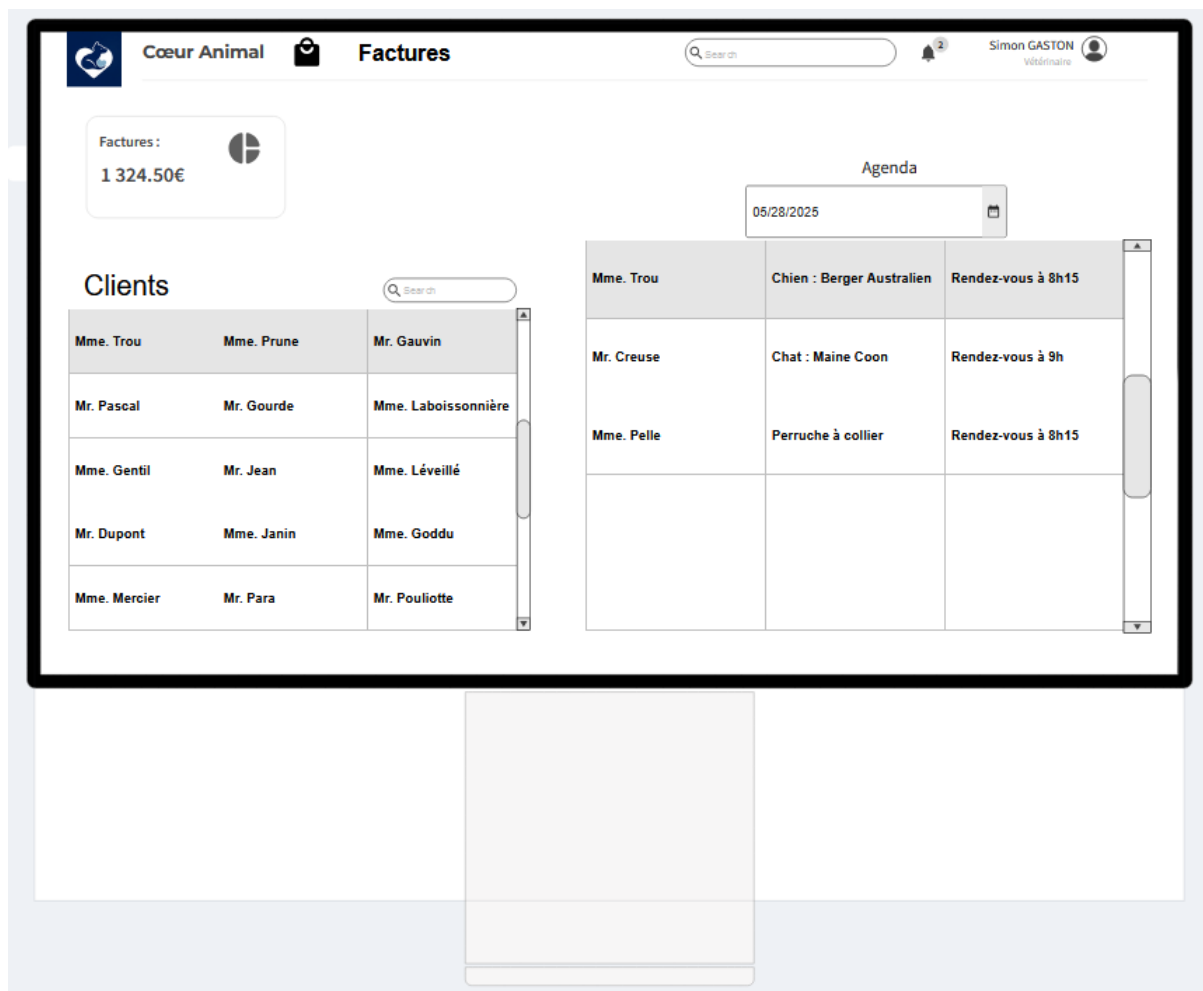 Cœur Animal Factures Search 2 Simon GASTON
Vétérinaire
Factures :
1 324.50€
Agenda
05/28/2025
Clients Search
Mme. Trou Mme. Prune Mr. Gauvin
Mr. Pascal Mr. Gourde Mme. Laboissonnière
Mme. Gentil Mr. Jean Mme. Léveillé
Mr. Dupont Mme. Janin Mme. Goddu
Mme. Mercier Mr. Para Mr. Pouliotte
Mme. Trou Chien : Berger Australien Rendez-vous à 8h15
Mr. Creuse Chat : Maine Coon Rendez-vous à 9h
Mme. Pelle Perruche à collier Rendez-vous à 8h15